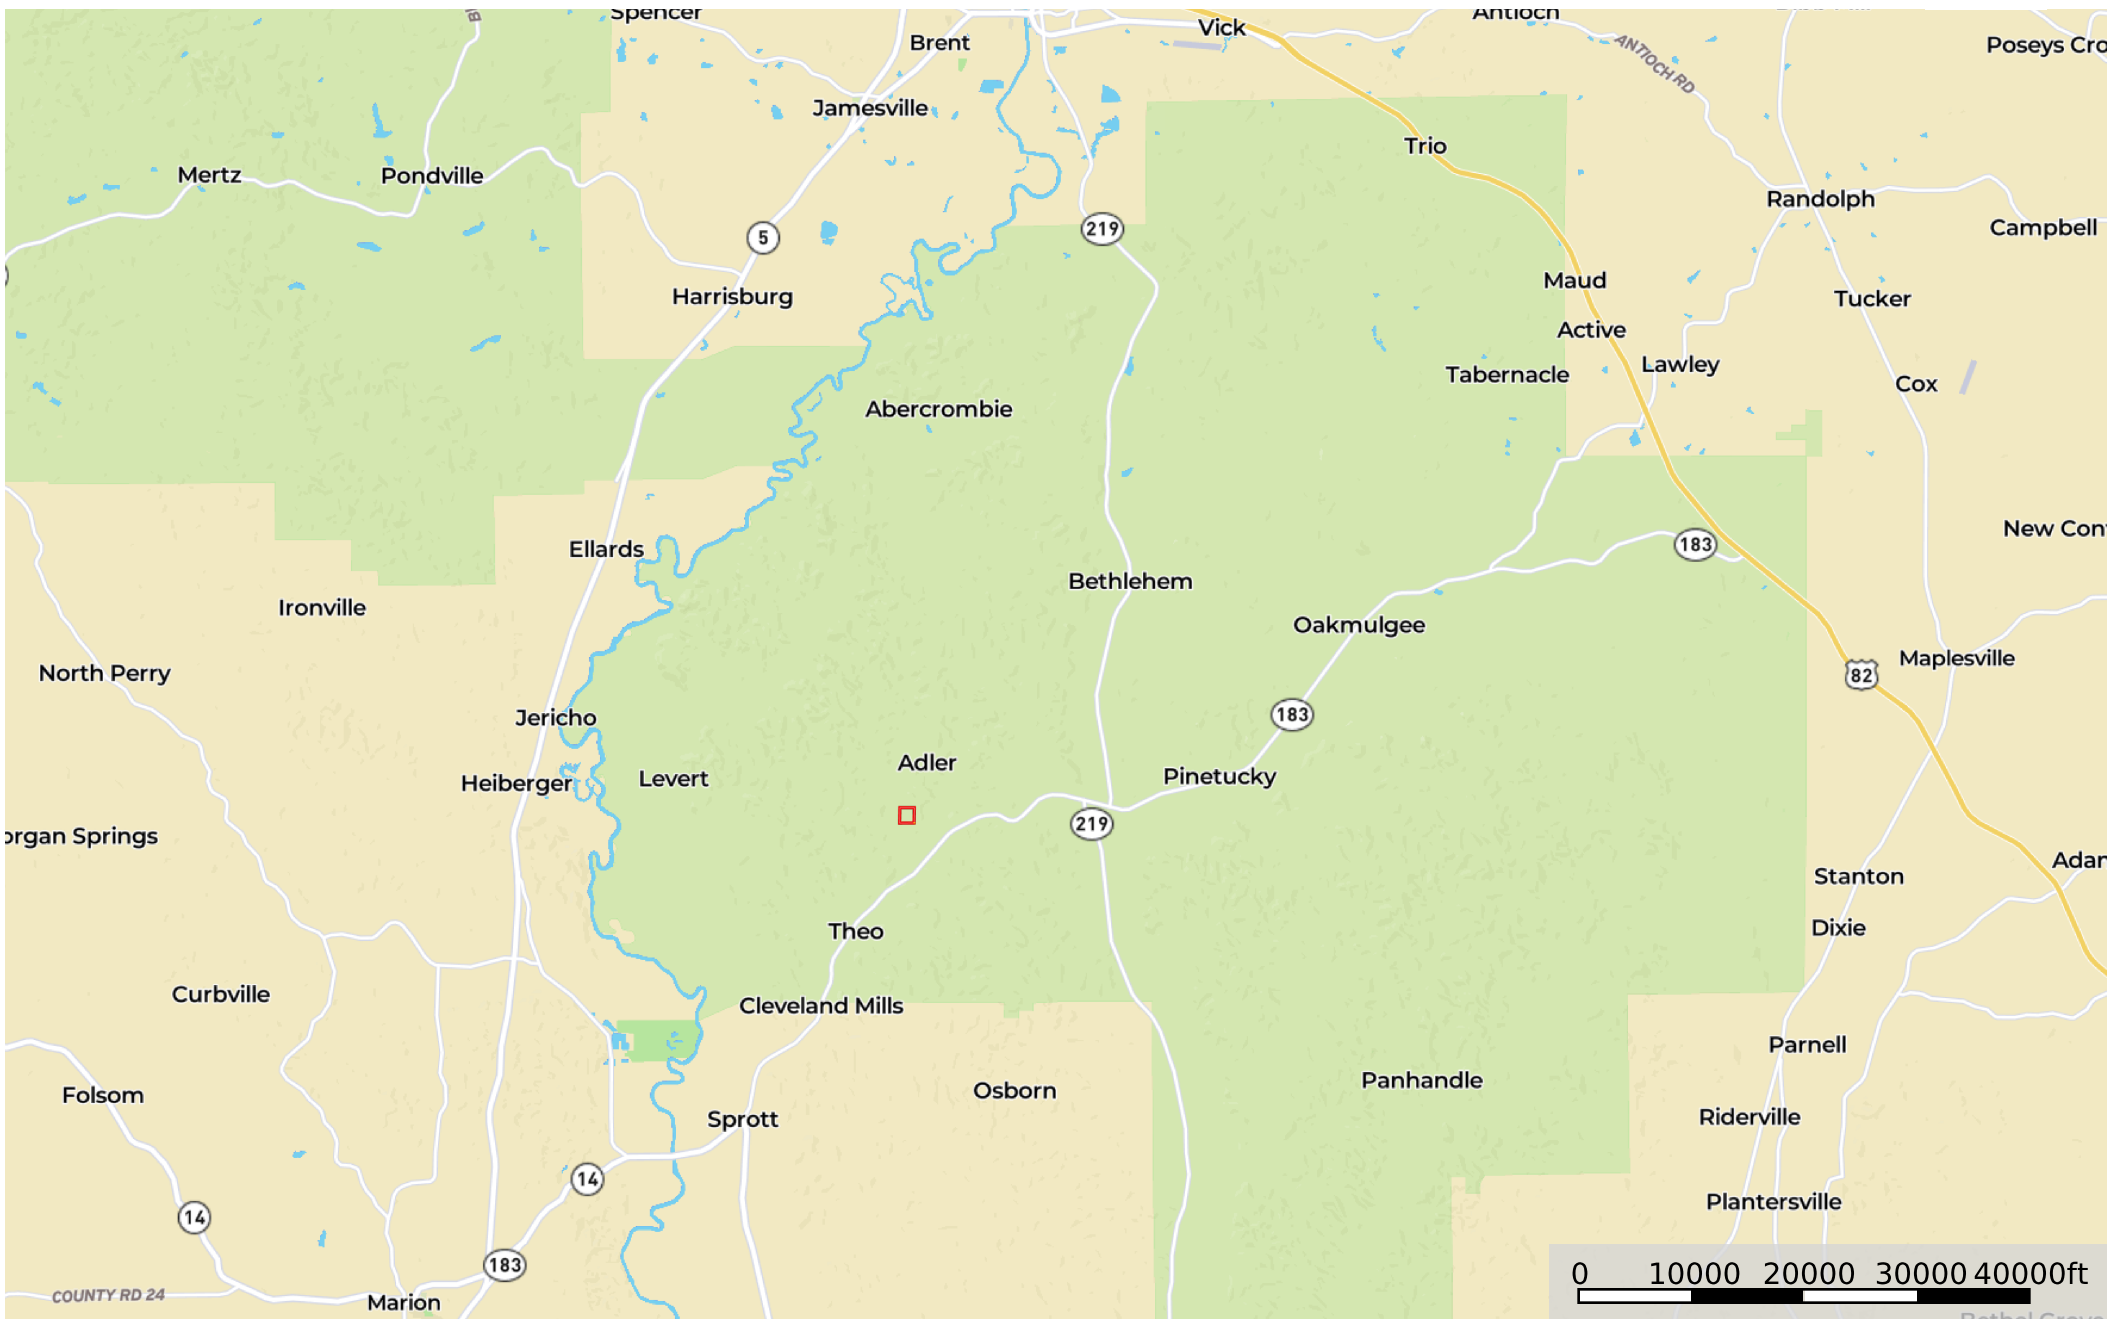 Spencer
Antioch
Vick
Brent
Poseys Cro
ANTIOCH RD
Jamesville
Trio
Mertz
Pondville
Randolph
219
Campbell
5
Maud
Harrisburg
Tucker
Active
Lawley
Tabernacle
Cox
Abercrombie
New Con
183
Ellards
Bethlehem
Ironville
Oakmulgee
Maplesville
North Perry
82
183
Jericho
Adler
Pinetucky
Levert
Heiberger
219
organ Springs
Adar
Stanton
Dixie
Theo
Curbville
Cleveland Mills
Parnell
Panhandle
Osborn
Folsom
Riderville
Sprott
14
Plantersville
14
183
0 10000 20000 30000 40000ft
COUNTY RD 24
Marion